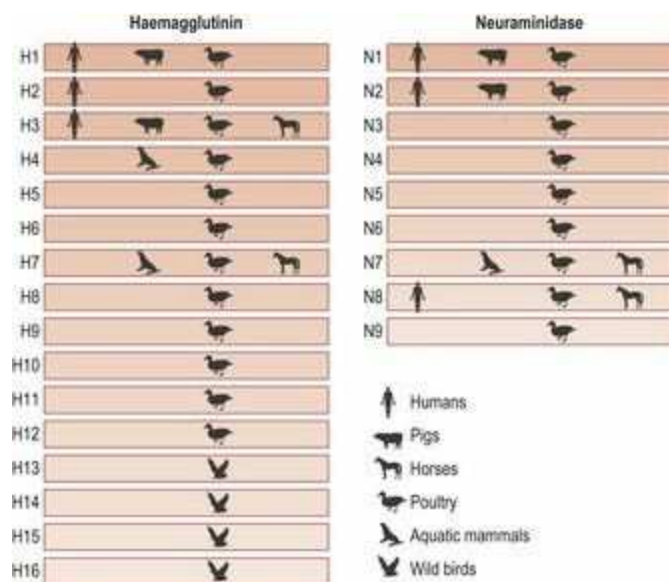 Haemagglutinin
H1
H2
H3
H4
H5
H6
H7
H8
H9
H10
H11
H12
H13
H14
H15
H16
Neuraminidase
N1
N2
N3
N4
N5
N6
N7
N8
N9
Humans
Pigs
Horses
Poultry
Aquatic mammals
Wild birds